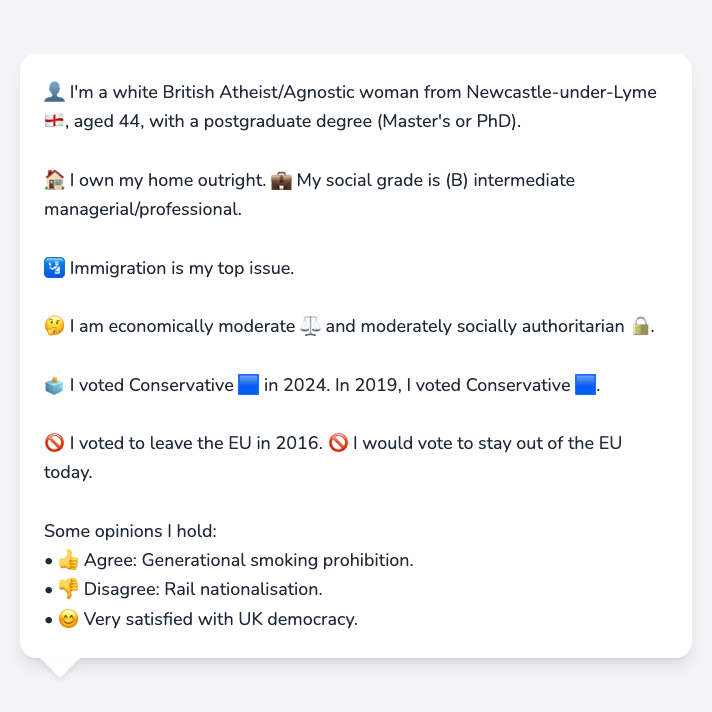 👤 I'm a white British Atheist/Agnostic woman from Newcastle-under-Lyme
🏴󠁧󠁢󠁥󠁮󠁧󠁿, aged 44, with a postgraduate degree (Master's or PhD).
🏠 I own my home outright. 💼 My social grade is (B) intermediate
managerial/professional.
🛂 Immigration is my top issue.
🤔 I am economically moderate ⚖️ and moderately socially authoritarian 🔒.
🗳️ I voted Conservative 🟦 in 2024. In 2019, I voted Conservative 🟦.
🚫 I voted to leave the EU in 2016. 🚫 I would vote to stay out of the EU
today.
Some opinions I hold:
• 👍 Agree: Generational smoking prohibition.
• 👎 Disagree: Rail nationalisation.
• 😊 Very satisfied with UK democracy.